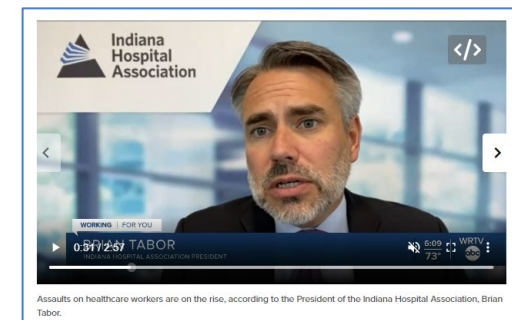 Indiana
Hospital
Association
</>
WORKING | FOR YOU
BRIAN TABOR
0:31 / 2:57
INDIANA HOSPITAL ASSOCIATION PRESIDENT
6:09
73°
WRTV
abc
Assaults on healthcare workers are on the rise, according to the President of the Indiana Hospital Association, Brian
Tabor.